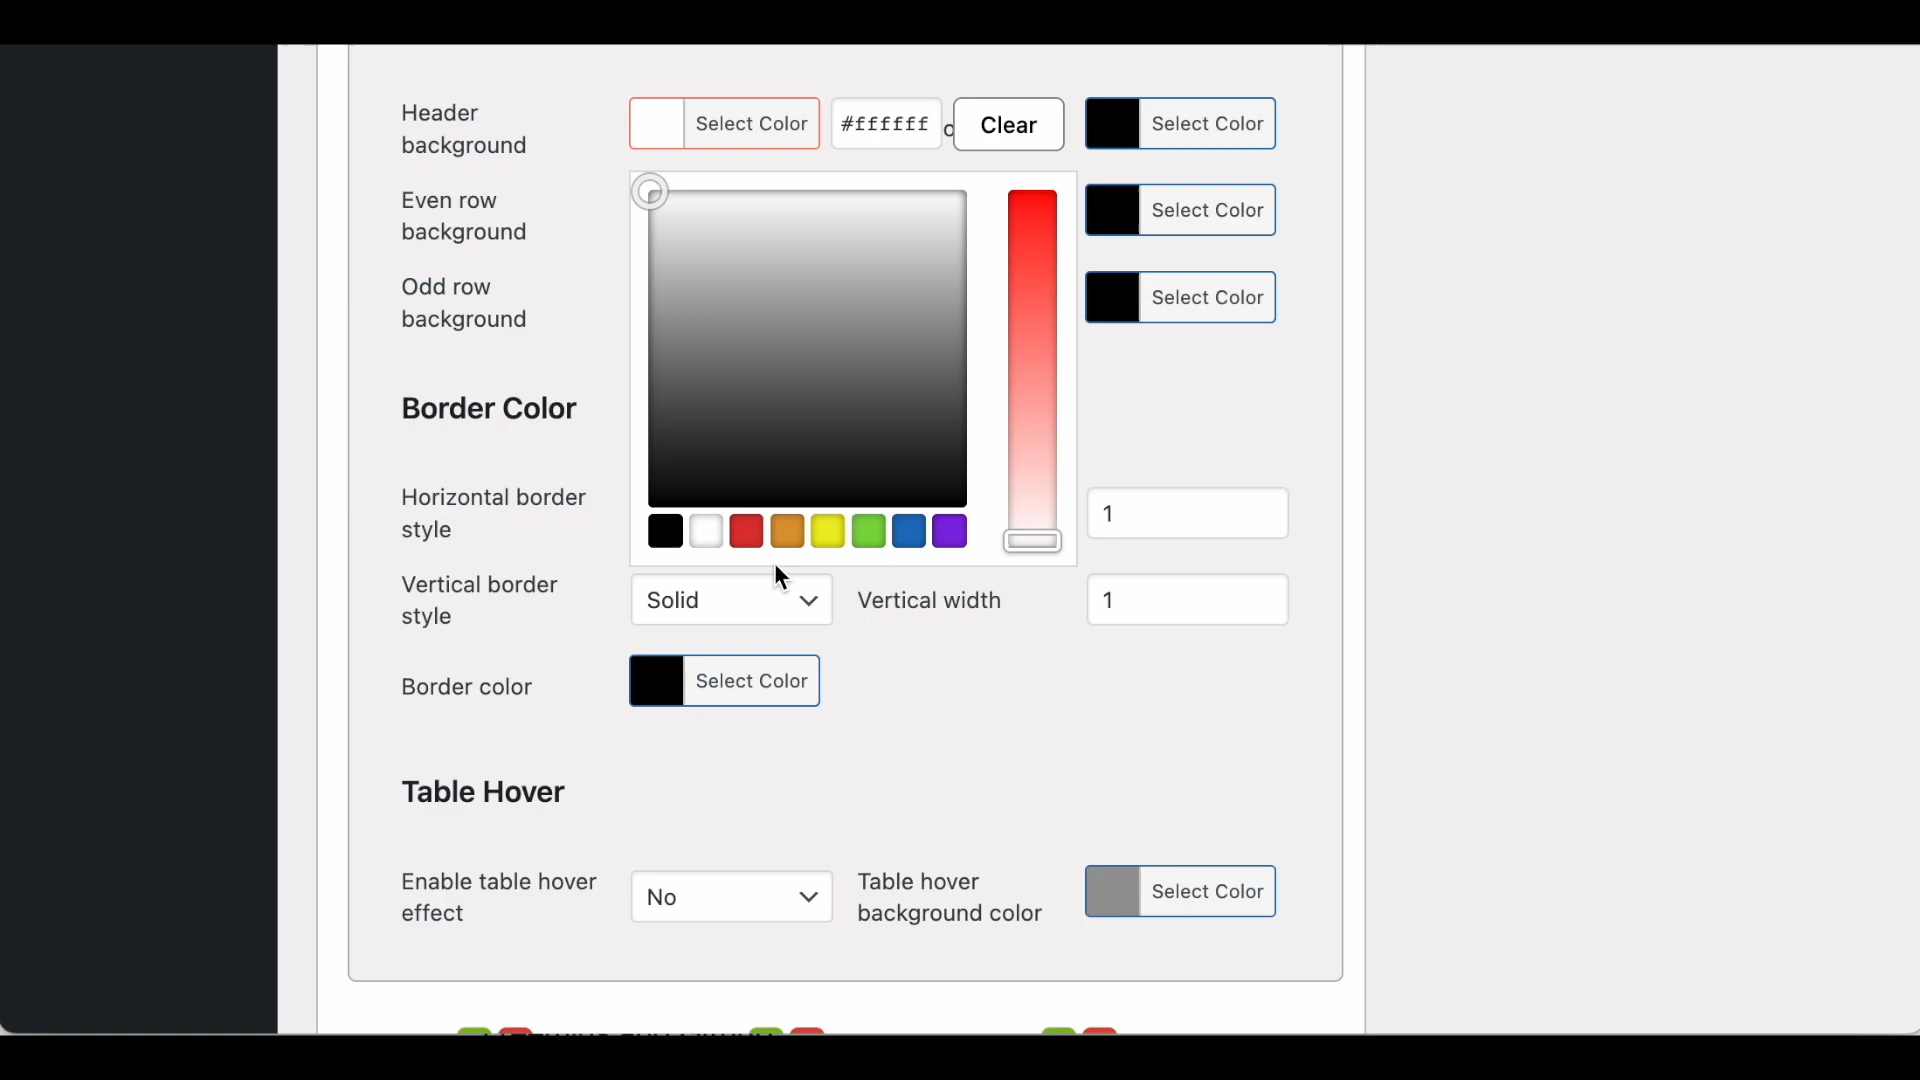 Header
background
Select Color
#ffffff
Clear
Select Color
Even row
background
Select Color
Odd row
background
Select Color
Border Color
Horizontal border
style
1
Vertical border
style
Solid
Vertical width
1
Border color
Select Color
Table Hover
Enable table hover
effect
No
Table hover
background color
Select Color